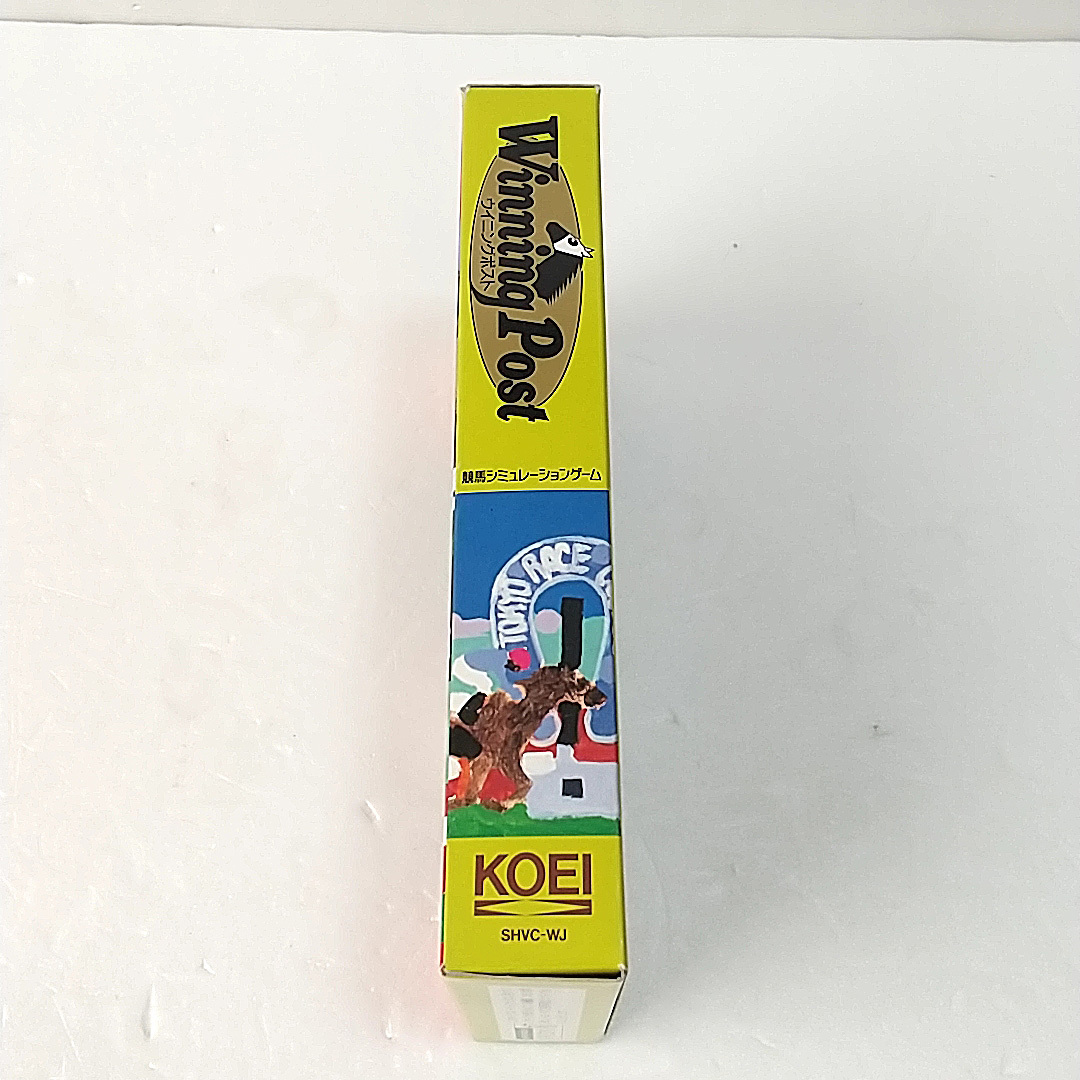 Winning Post
ウイニングポスト
競馬シミュレーションゲーム
TOKYO RACE
KOEI
SHVC-WJ